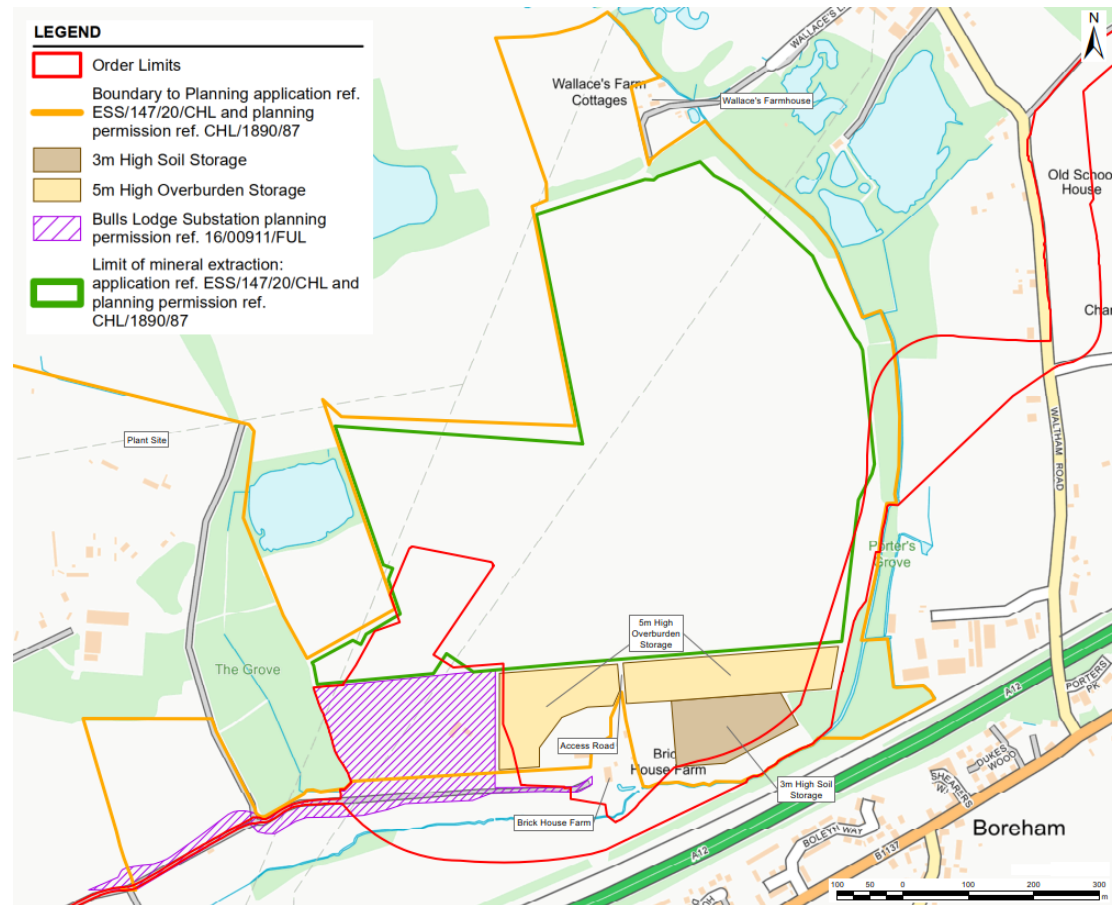 LEGEND
Order Limits
Boundary to Planning application ref.
ESS/147/20/CHL and planning
permission ref. CHL/1890/87
3m High Soil Storage
5m High Overburden Storage
Bulls Lodge Substation planning
permission ref. 16/00911/FUL
Limit of mineral extraction:
application ref. ESS/147/20/CHL and
planning permission ref.
CHL/1890/87
N
Wallace's Farm
Cottages
Wallace's Farmhouse
Old Schoo
House
Cha
WALTHAM ROAD
Plant Site
Porter's
Grove
5m High
Overburden
Storage
The Grove
Access Road
Bric
House Farm
3m High Soil
Storage
Brick House Farm
A12
A12
PORTERS
PK
DUKES
WOOD
SHEARERS
W
BOLEYN WAY
B1137
Boreham
100 50 0 100 200 300
m